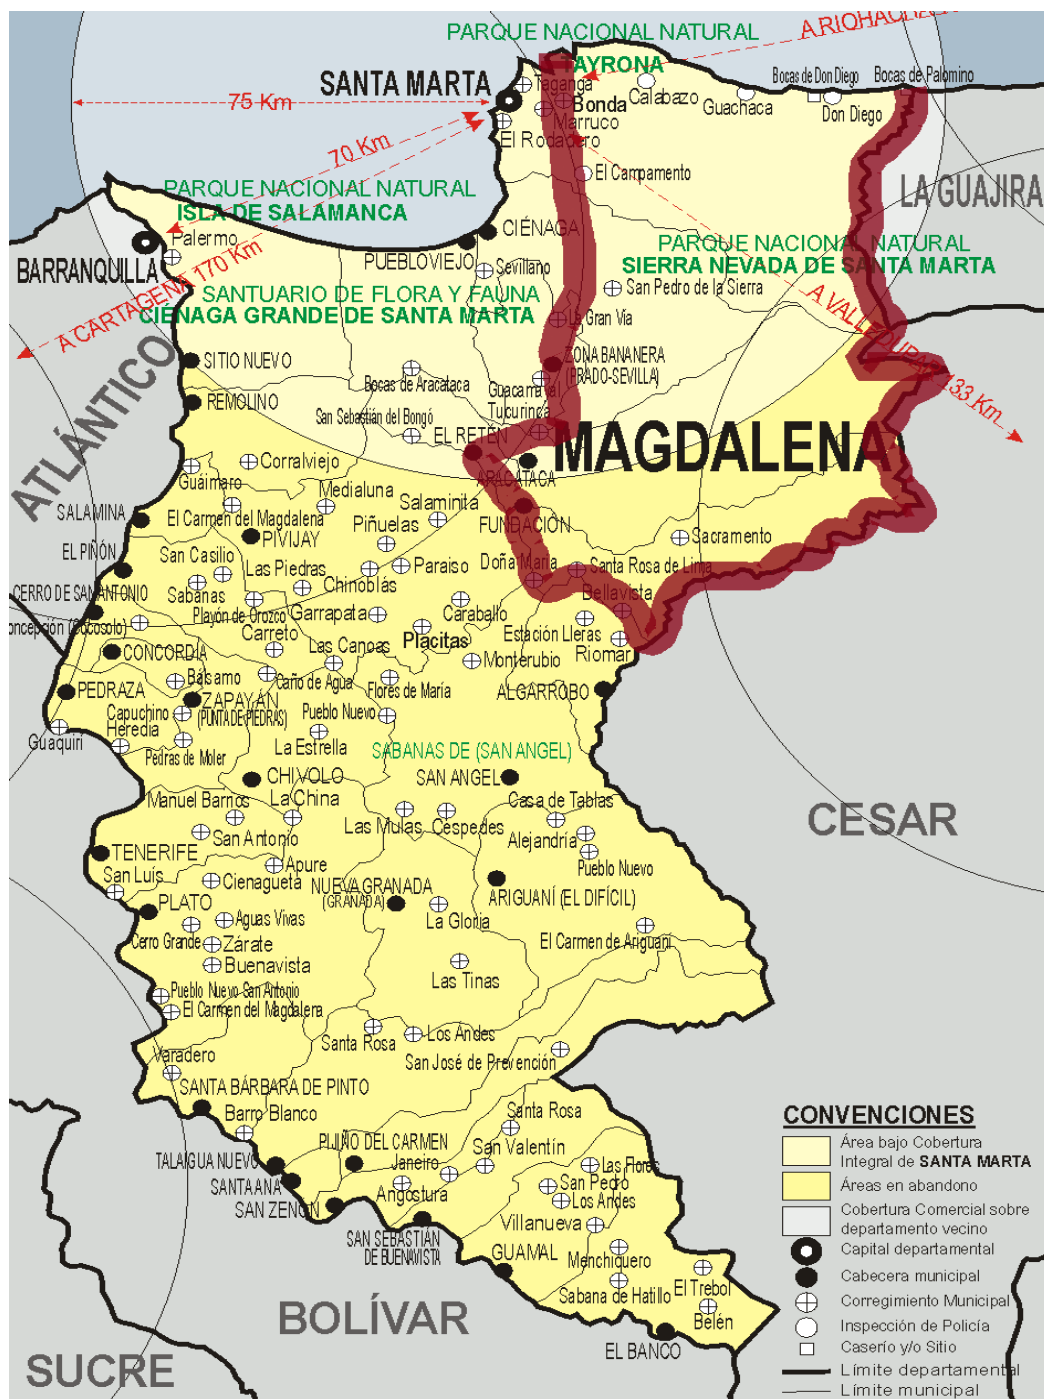 PARQUE NACIONAL NATURAL
TAYRONA
A RIOHACHA
SANTA MARTA
Taganga
Bonda
Calabazo
Guachaca
Bocas de Don Diego
Bocas de Palomino
Don Diego
75 Km
Marruco
El Rodadero
70 Km
El Campamento
PARQUE NACIONAL NATURAL
ISLA DE SALAMANCA
LA GUAJIRA
Palermo
CIÉNAGA
BARRANQUILLA
PUEBLOVIEJO
Sevillano
PARQUE NACIONAL NATURAL
SIERRA NEVADA DE SANTA MARTA
A CARTAGENA 170 Km
SANTUARIO DE FLORA Y FAUNA
CIÉNAGA GRANDE DE SANTA MARTA
San Pedro de la Sierra
La Gran Vía
A VALLEDUPAR 133 Km
ATLÁNTICO
SITIO NUEVO
Bocas de Aracataca
ZONA BANANERA
(PRADO-SEVILLA)
REMOLINO
Guacamayal
Tucurinca
San Sebastián del Bongó
EL RETÉN
MAGDALENA
ARACATACA
Guáimaro
Corralviejo
Medialuna
Salaminita
SALAMINA
El Carmen del Magdalena
PIVIJAY
Piñuelas
FUNDACIÓN
Sacramento
EL PIÑÓN
San Casilio
Las Piedras
Chinoblás
Paraiso
Doña María
Santa Rosa de Lima
CERRO DE SAN ANTONIO
Sabanas
Playón de Orozco
Garrapata
Caraballo
Bellavista
oncepción (Cocosolo)
Carreto
Las Canoas
Placitas
Estación Lleras
Riomar
CONCORDIA
Monterubio
PEDRAZA
Básamo
Caño de Agua
Flores de María
ALGARROBO
ZAPAYÁN
(PUNTA DE PIEDRAS)
Capuchino
Heredia
Pueblo Nuevo
Guaquirí
Piedras de Moler
La Estrella
SABANAS DE (SAN ANGEL)
CHIVOLO
SAN ANGEL
Manuel Barrios
La China
Casa de Tablas
CESAR
San Antonio
Las Mulas
Cespedes
Alejandría
TENERIFE
Apure
Pueblo Nuevo
San Luís
Cienagueta
NUEVA GRANADA
(GRANADA)
ARIGUANÍ (EL DIFÍCIL)
PLATO
Aguas Vivas
La Gloria
Cerro Grande
Zárate
El Carmen de Ariguani
Buenavista
Las Tinas
Pueblo Nuevo San Antonio
El Carmen del Magdalera
Santa Rosa
Los Andes
San José de Prevención
Varadero
SANTA BÁRBARA DE PINTO
Barro Blanco
Santa Rosa
PIJIÑO DEL CARMEN
San Valentín
TALAIGUA NUEVO
Janeiro
Las Flores
SANTA ANA
Angostura
San Pedro
Los Andes
SAN ZENÓN
SAN SEBASTIÁN
DE BUENAVISTA
Villanueva
GUAMAL
Menchiquero
Sabana de Hatillo
El Trebol
Belén
EL BANCO
BOLÍVAR
SUCRE
CONVENCIONES
Área bajo Cobertura
Integral de SANTA MARTA
Áreas en abandono
Cobertura Comercial sobre
departamento vecino
Capital departamental
Cabecera municipal
Corregimiento Municipal
Inspección de Policía
Caserío y/o Sitio
Límite departamental
Límite municipal